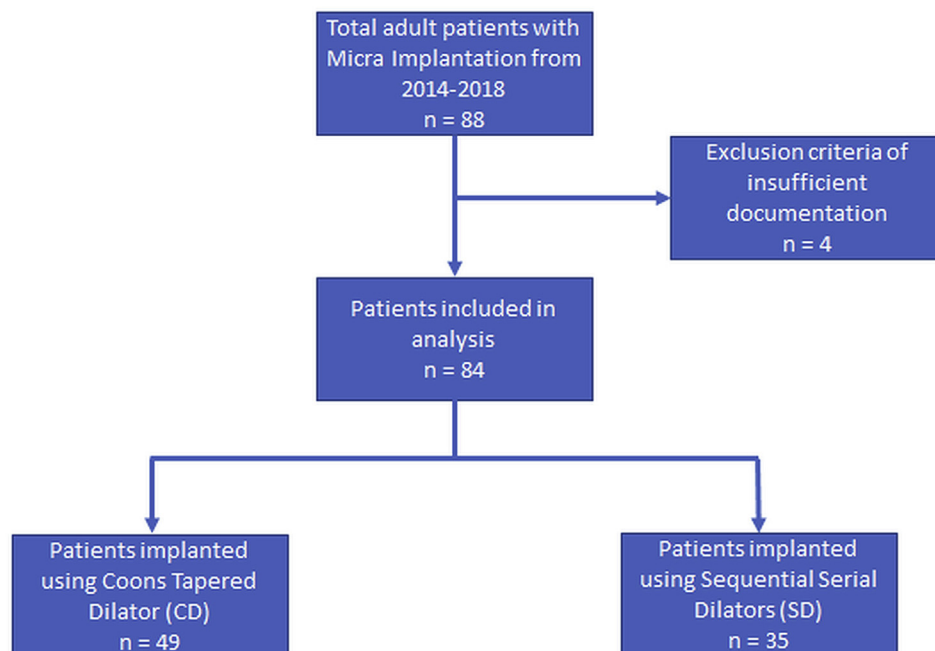 Total adult patients with
Micra Implantation from
2014-2018
n = 88
Exclusion criteria of
insufficient
documentation
n = 4
Patients included in
analysis
n = 84
Patients implanted
using Coons Tapered
Dilator (CD)
n = 49
Patients implanted
using Sequential Serial
Dilators (SD)
n = 35